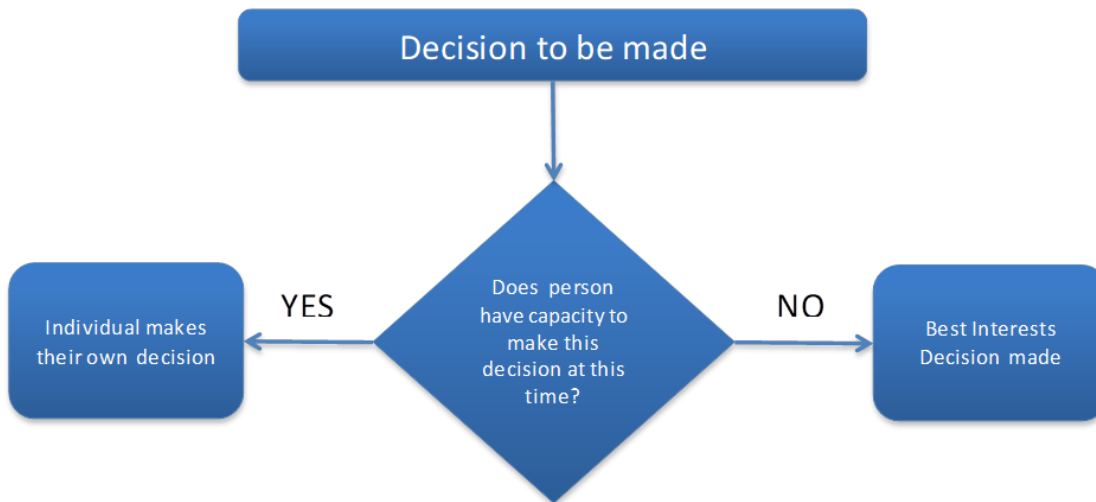 Decision to be made
Does person
have capacity to
make this
decision at this
time?
YES
NO
Individual makes
their own decision
Best Interests
Decision made